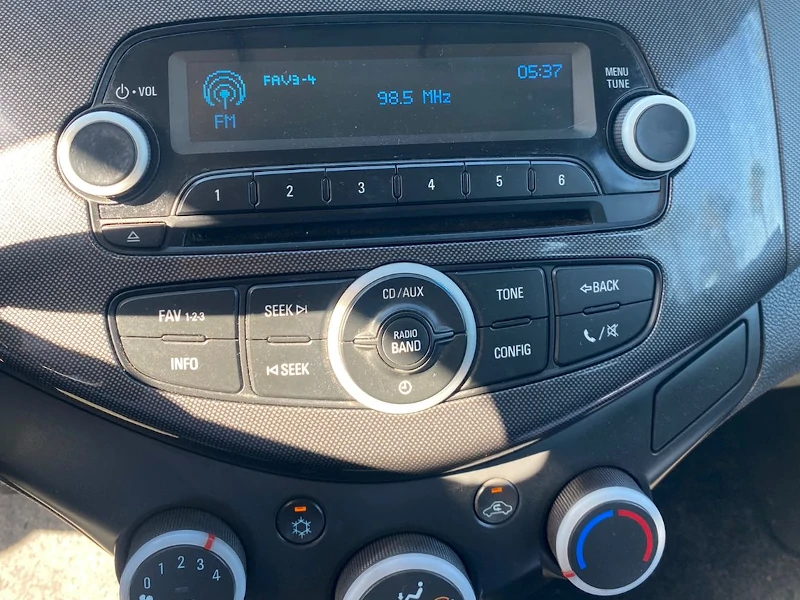 FAV3-4
05:37
98.5 MHz
FM
VOL
MENU
TUNE
1 2 3 4 5 6
FAV 1-2-3
SEEK
CD/AUX
TONE
BACK
INFO
SEEK
RADIO
BAND
CONFIG
0 1 2 3 4